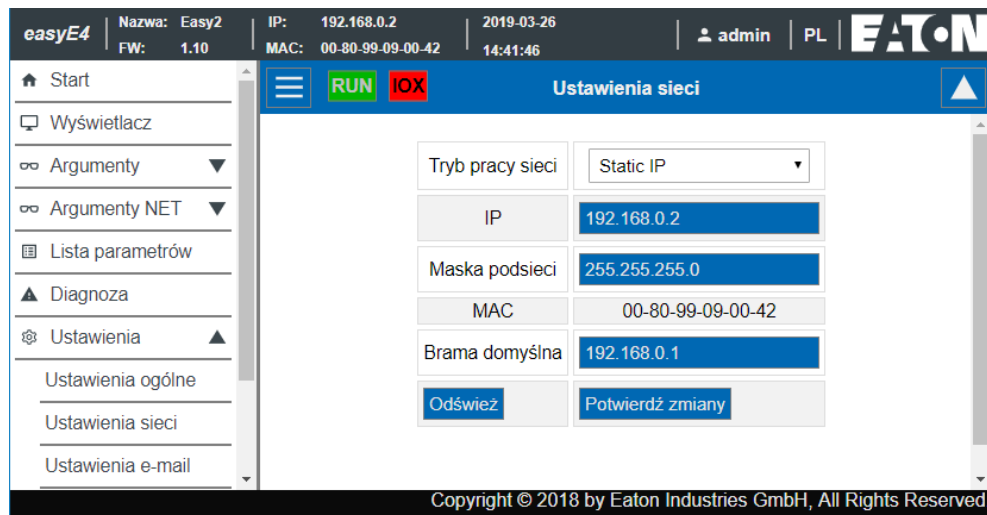 easyE4 Nazwa: Easy2 IP: 192.168.0.2 2019-03-26 admin PL EATON
FW: 1.10 MAC: 00-80-99-09-00-42 14:41:46
Start
RUN IOX Ustawienia sieci
Wyświetlacz
Argumenty
Argumenty NET
Lista parametrów
Diagnoza
Ustawienia
Ustawienia ogólne
Ustawienia sieci
Ustawienia e-mail
Tryb pracy sieci Static IP
IP 192.168.0.2
Maska podsieci 255.255.255.0
MAC 00-80-99-09-00-42
Brama domyślna 192.168.0.1
Odśwież Potwierdź zmiany
Copyright © 2018 by Eaton Industries GmbH, All Rights Reserved